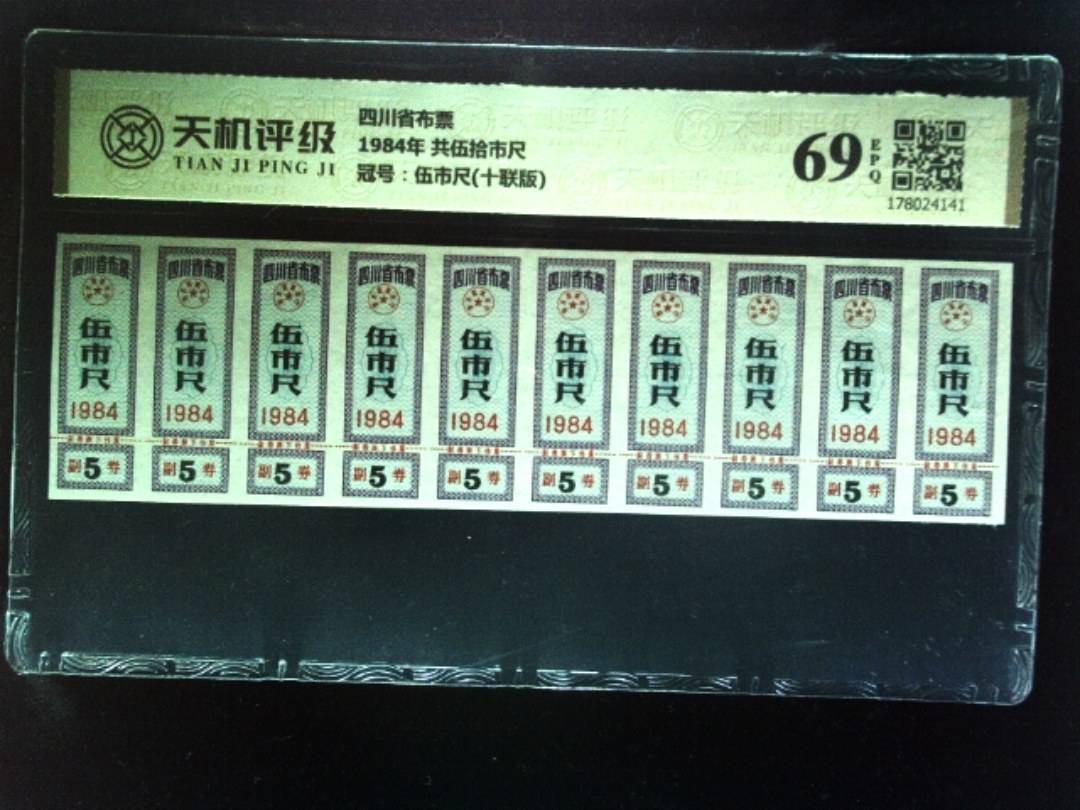 天机评级
TIAN JI PING JI
四川省布票
1984年 共伍拾市尺
冠号：伍市尺(十联版)
69
EPQ
178024141
四川省布票 四川省布票 四川省布票 四川省布票 四川省布票 四川省布票 四川省布票 四川省布票 四川省布票 四川省布票
伍市尺 伍市尺 伍市尺 伍市尺 伍市尺 伍市尺 伍市尺 伍市尺 伍市尺 伍市尺
1984 1984 1984 1984 1984 1984 1984 1984 1984 1984
副5券 副5券 副5券 副5券 副5券 副5券 副5券 副5券 副5券 副5券